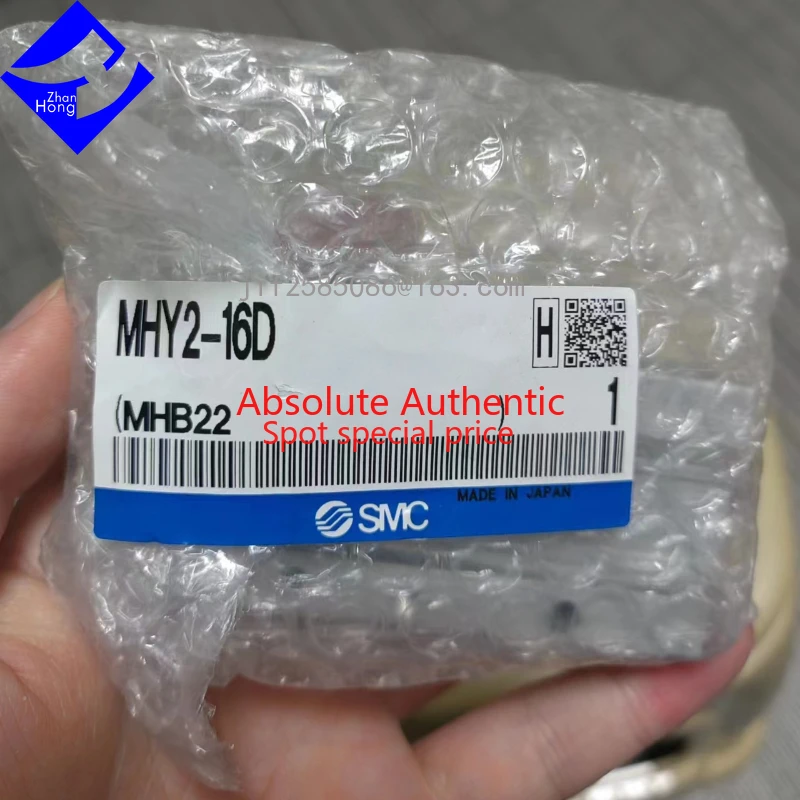 Zhan
Hong
MHY2-16D
H
(MHB22 )
1
Absolute Authentic
Spot special price
MADE IN JAPAN
SMC